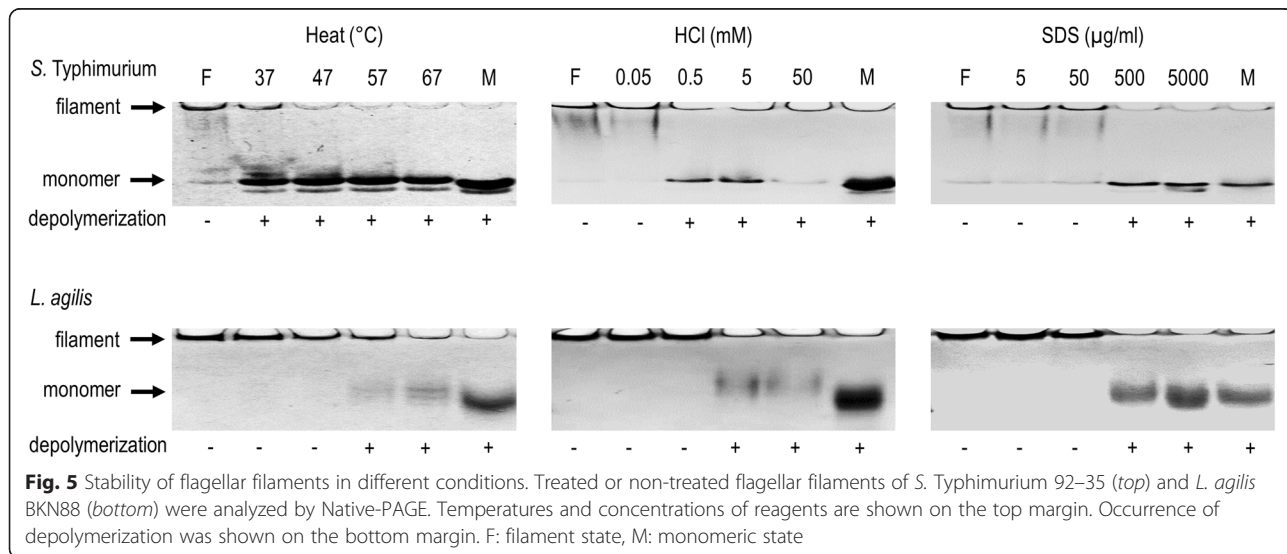 Heat (°C) HCl (mM) SDS (µg/ml)
S. Typhimurium F 37 47 57 67 M F 0.05 0.5 5 50 M F 5 50 500 5000 M
filament
monomer
depolymerization - + + + + + - - + + + + - - - + + +
L. agilis
filament
monomer
depolymerization - - - + + + - - - + + + - - - + + +
Fig. 5 Stability of flagellar filaments in different conditions. Treated or non-treated flagellar filaments of S. Typhimurium 92–35 (top) and L. agilis
BKN88 (bottom) were analyzed by Native-PAGE. Temperatures and concentrations of reagents are shown on the top margin. Occurrence of
depolymerization was shown on the bottom margin. F: filament state, M: monomeric state